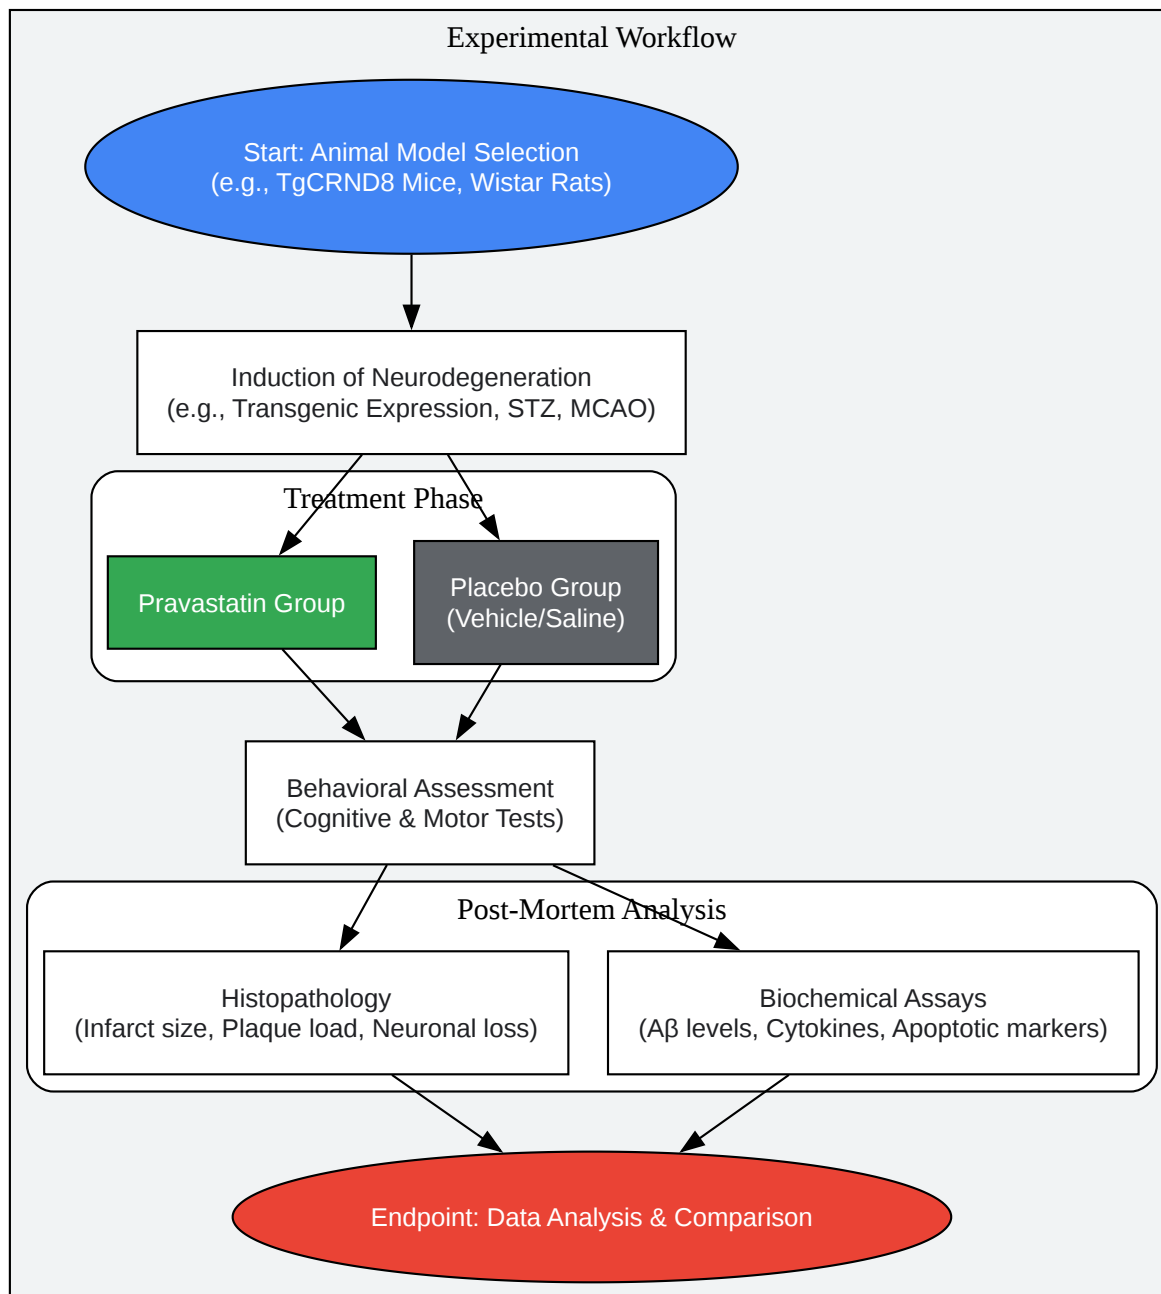 Experimental Workflow
Start: Animal Model Selection
(e.g., TgCRND8 Mice, Wistar Rats)
Induction of Neurodegeneration
(e.g., Transgenic Expression, STZ, MCAO)
Treatment Phase
Pravastatin Group
Placebo Group
(Vehicle/Saline)
Behavioral Assessment
(Cognitive & Motor Tests)
Post-Mortem Analysis
Histopathology
(Infarct size, Plaque load, Neuronal loss)
Biochemical Assays
(Aβ levels, Cytokines, Apoptotic markers)
Endpoint: Data Analysis & Comparison